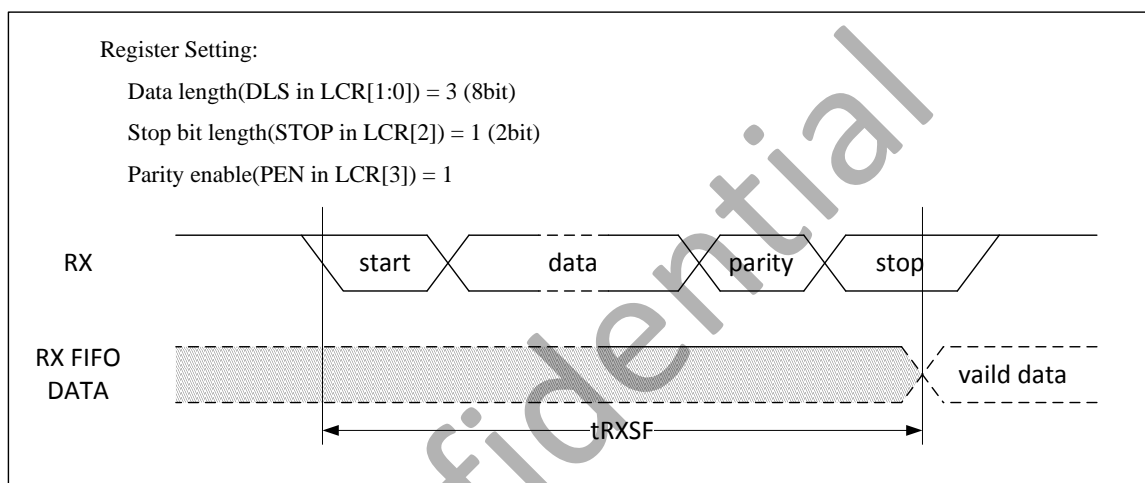 Register Setting:
Data length(DLS in LCR[1:0]) = 3 (8bit)
Stop bit length(STOP in LCR[2]) = 1 (2bit)
Parity enable(PEN in LCR[3]) = 1
RX start data parity stop
RX FIFO
DATA
vaild data
tRXSF
fidential